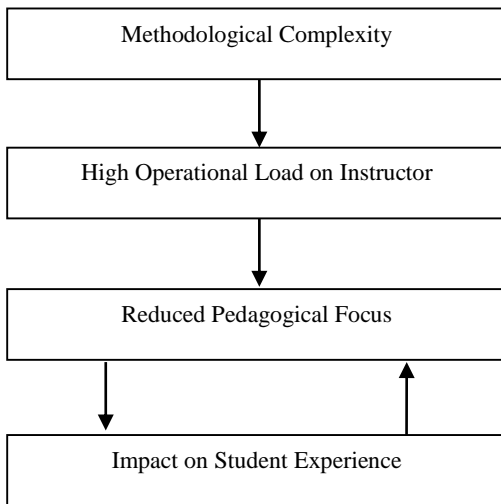 Methodological Complexity
High Operational Load on Instructor
Reduced Pedagogical Focus
Impact on Student Experience